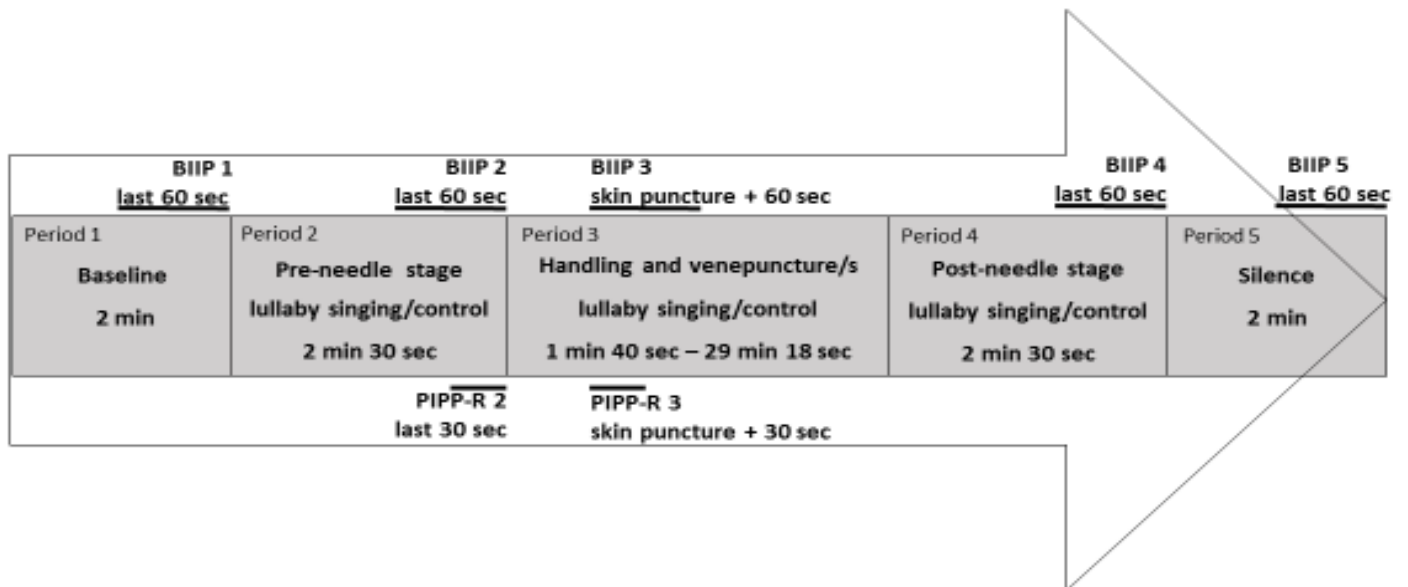 BIIP 1
last 60 sec
BIIP 2
last 60 sec
BIIP 3
skin puncture + 60 sec
BIIP 4
last 60 sec
BIIP 5
last 60 sec
Period 1
Baseline
2 min
Period 2
Pre-needle stage
lullaby singing/control
2 min 30 sec
Period 3
Handling and venepuncture/s
lullaby singing/control
1 min 40 sec – 29 min 18 sec
Period 4
Post-needle stage
lullaby singing/control
2 min 30 sec
Period 5
Silence
2 min
PIPP-R 2
last 30 sec
PIPP-R 3
skin puncture + 30 sec